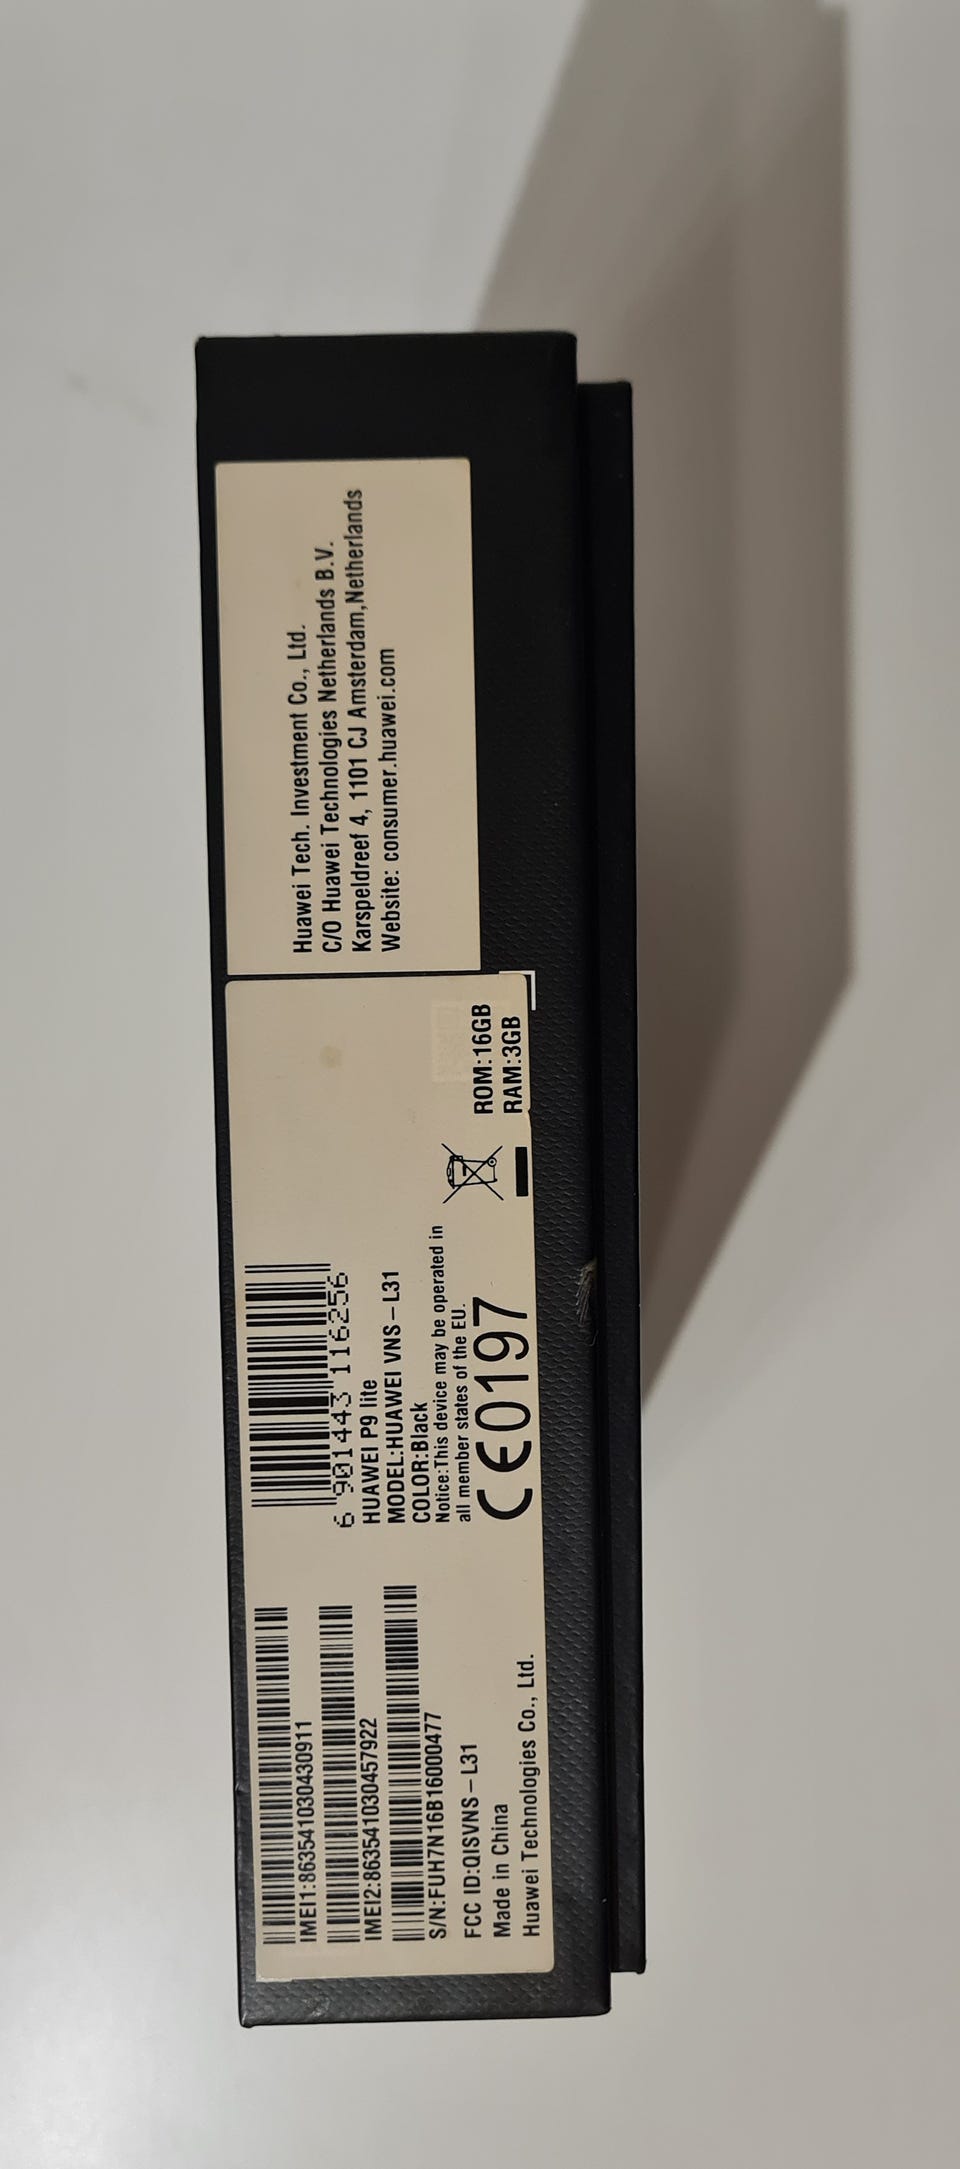 IMEI1:863541030430911
IMEI2:863541030457922
S/N:FUH7N16B16000477
FCC ID:QISVNS-L31
Made in China
Huawei Technologies Co., Ltd.
6 901443 116256
HUAWEI P9 lite
MODEL:HUAWEI VNS-L31
COLOR:Black
Notice:This device may be operated in
all member states of the EU.
CE0197
ROM:16GB
RAM:3GB
Huawei Tech. Investment Co., Ltd.
C/O Huawei Technologies Netherlands B.V.
Karspeldreef 4, 1101 CJ Amsterdam,Netherlands
Website: consumer.huawei.com